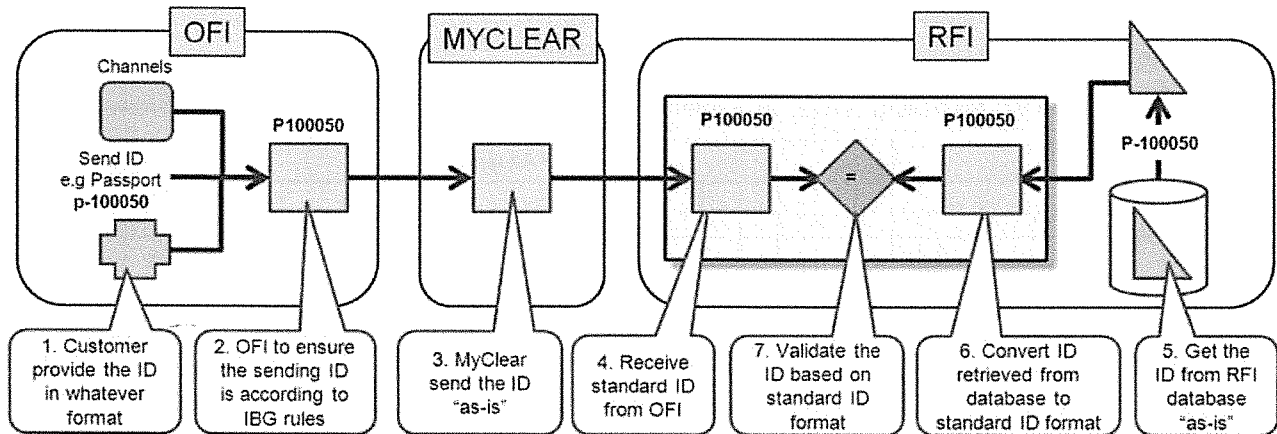 OFI
MYCLEAR
RFI
Channels
Send ID
e.g Passport
p-100050
P100050
P100050
=
P100050
P-100050
1. Customer
provide the ID
in whatever
format
2. OFI to ensure
the sending ID
is according to
IBG rules
3. MyClear
send the ID
"as-is"
4. Receive
standard ID
from OFI
7. Validate the
ID based on
standard ID
format
6. Convert ID
retrieved from
database to
standard ID format
5. Get the
ID from RFI
database
"as-is"